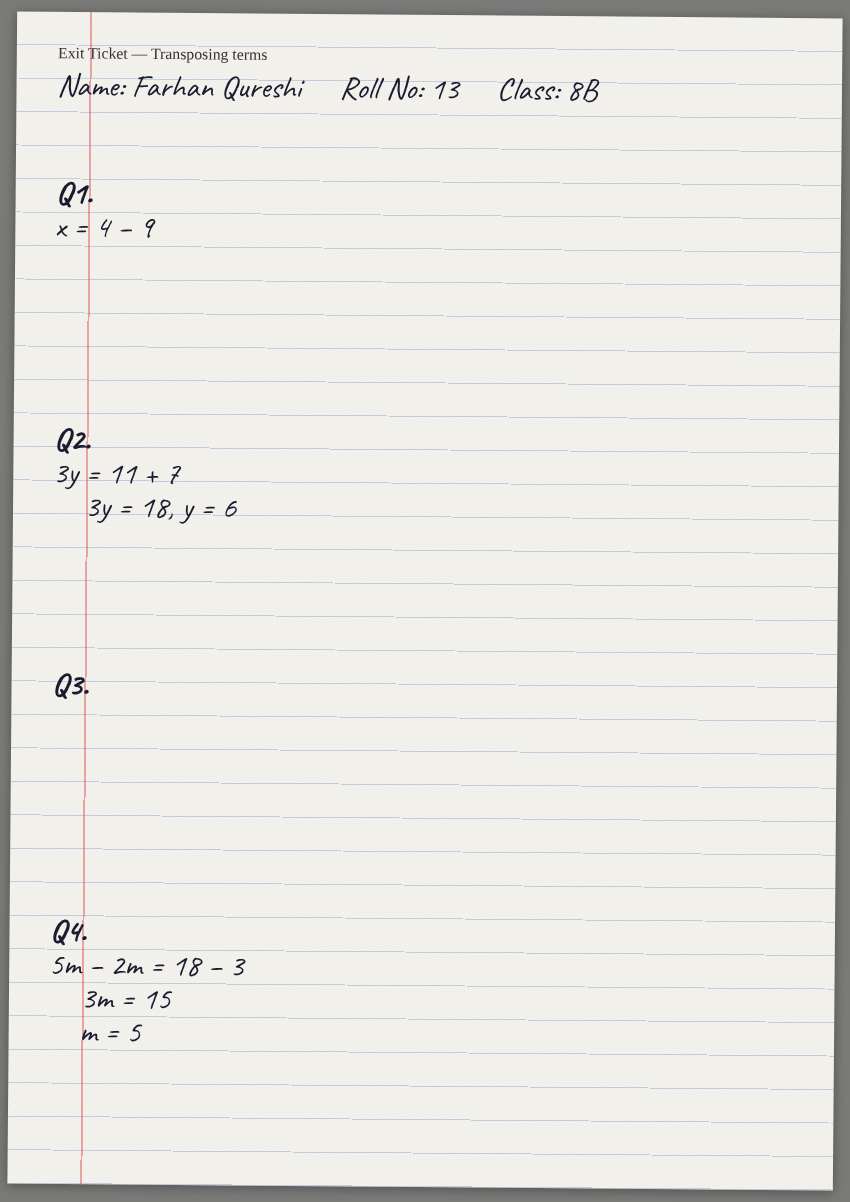 Exit Ticket — Transposing terms
Name: Farhan Qureshi Roll No: 13 Class: 8B
Q1.
x = 4 – 9
Q2.
3y = 11 + 7
3y = 18, y = 6
Q3.
Q4.
5m – 2m = 18 – 3
3m = 15
m = 5